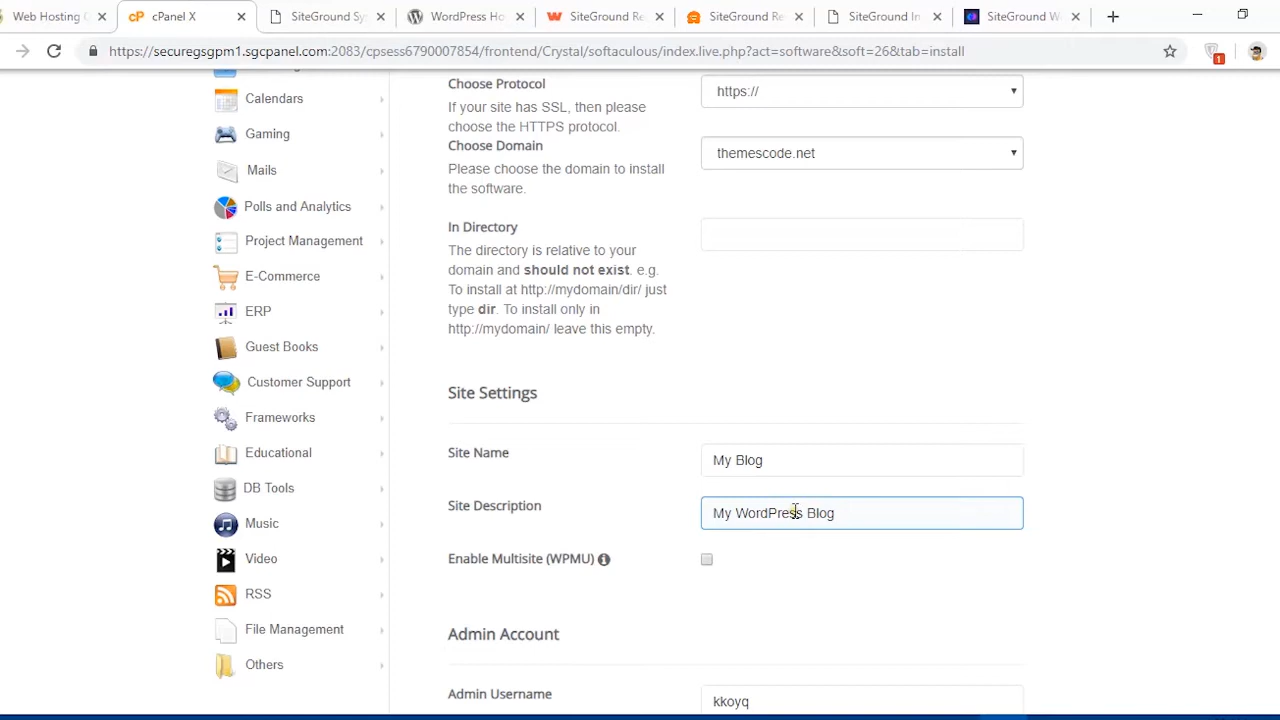 Web Hosting C
cPanel X
SiteGround Sy
WordPress Ho
SiteGround Re
SiteGround Re
SiteGround In
SiteGround W
https://securegsgpm1.sgcpanel.com:2083/cpsess6790007854/frontend/Crystal/softaculous/index.live.php?act=software&soft=26&tab=install
1
Calendars
Gaming
Mails
Polls and Analytics
Project Management
E-Commerce
ERP
Guest Books
Customer Support
Frameworks
Educational
DB Tools
Music
Video
RSS
File Management
Others
Choose Protocol
If your site has SSL, then please
choose the HTTPS protocol.
https://
Choose Domain
Please choose the domain to install
the software.
themescode.net
In Directory
The directory is relative to your
domain and should not exist. e.g.
To install at http://mydomain/dir/ just
type dir. To install only in
http://mydomain/ leave this empty.
Site Settings
Site Name
My Blog
Site Description
My WordPress Blog
Enable Multisite (WPMU)
Admin Account
Admin Username
kkoyq